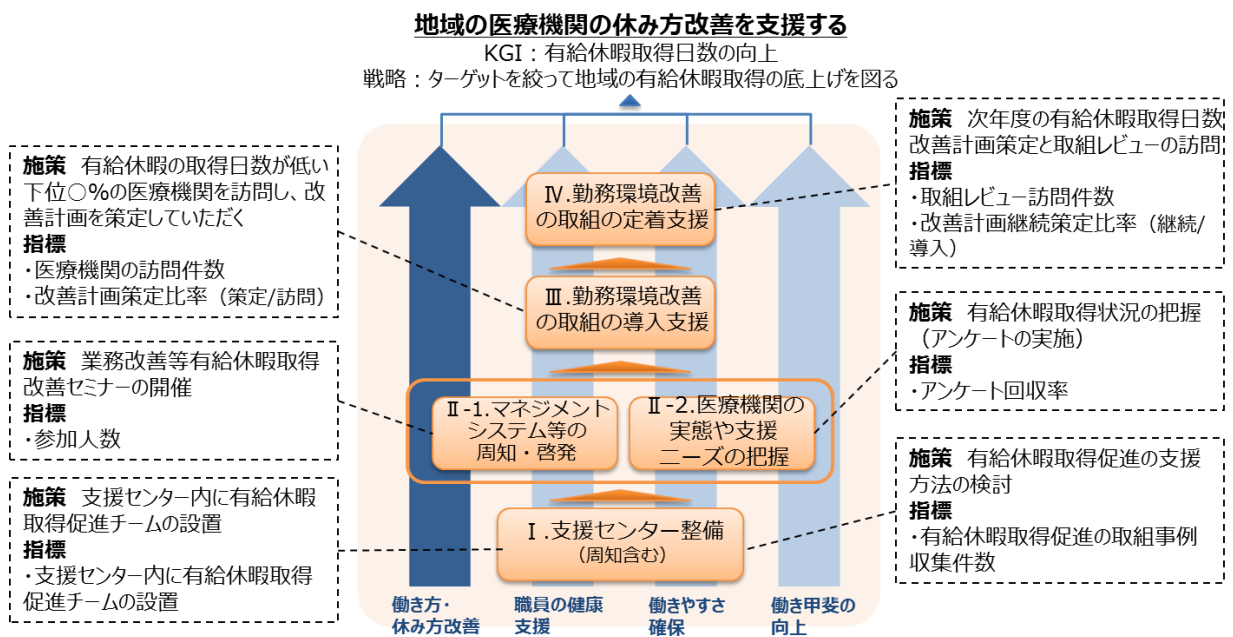 地域の医療機関の休み方改善を支援する
KGI：有給休暇取得日数の向上
戦略：ターゲットを絞って地域の有給休暇取得の底上げを図る
施策 有給休暇の取得日数が低い
下位○%の医療機関を訪問し、改
善計画を策定していただく
指標
・医療機関の訪問件数
・改善計画策定比率（策定/訪問）
施策 業務改善等有給休暇取得
改善セミナーの開催
指標
・参加人数
施策 支援センター内に有給休暇
取得促進チームの設置
指標
・支援センター内に有給休暇取得
促進チームの設置
Ⅳ.勤務環境改善
の取組の定着支援
Ⅲ.勤務環境改善
の取組の導入支援
Ⅱ-1.マネジメント
システム等の
周知・啓発
Ⅱ-2.医療機関の
実態や支援
ニーズの把握
Ⅰ.支援センター整備
（周知含む）
働き方・
休み方改善
職員の健康
支援
働きやすさ
確保
働き甲斐の
向上
施策 次年度の有給休暇取得日数
改善計画策定と取組レビューの訪問
指標
・取組レビュー訪問件数
・改善計画継続策定比率（継続/
導入）
施策 有給休暇取得状況の把握
（アンケートの実施）
指標
・アンケート回収率
施策 有給休暇取得促進の支援
方法の検討
指標
・有給休暇取得促進の取組事例
収集件数